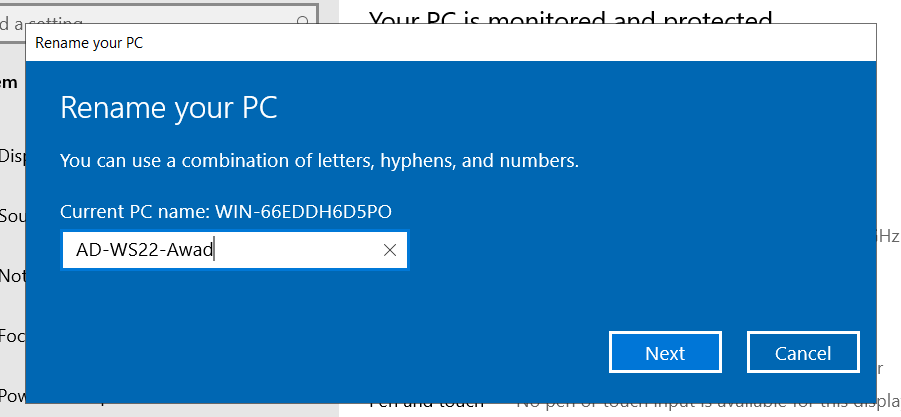 d a setting
Your PC is monitored and protected
Rename your PC
em
Rename your PC
You can use a combination of letters, hyphens, and numbers.
Disp
Current PC name: WIN-66EDDH6D5PO
Sou
AD-WS22-Awad
GHz
Not
Foc
Next
Cancel
r
Pow
Pen and touch
No pen or touch input is available for this displa